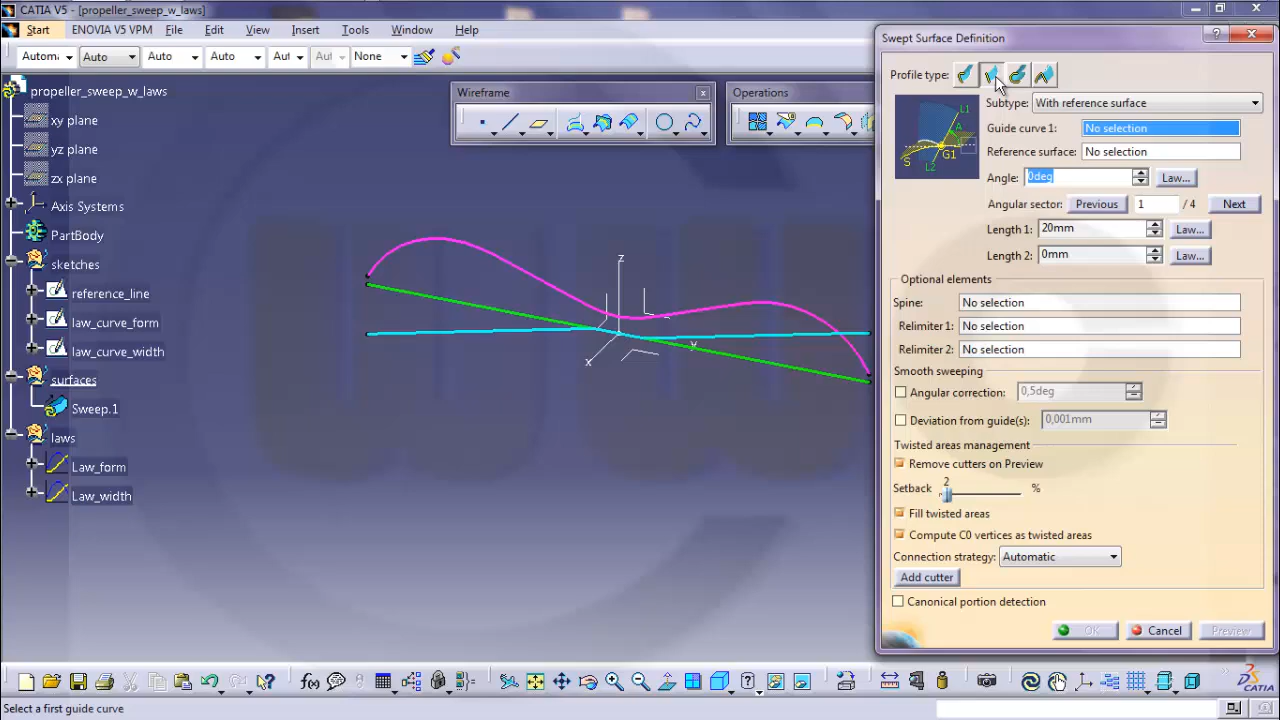 CATIA V5 - [propeller_sweep_w_laws]
Start ENOVIA V5 VPM File Edit View Insert Tools Window Help
Automa Auto Auto Auto Aut Aut None
propeller_sweep_w_laws
xy plane
yz plane
zx plane
Axis Systems
PartBody
sketches
reference_line
law_curve_form
law_curve_width
surfaces
Sweep.1
laws
Law_form
Law_width
Wireframe
Operations
z
x
y
Swept Surface Definition
Profile type:
Subtype: With reference surface
L1
A
G1
S
L2
Guide curve 1: No selection
Reference surface: No selection
Angle: 0deg Law...
Angular sector: Previous 1 / 4 Next
Length 1: 20mm Law...
Length 2: 0mm Law...
Optional elements
Spine: No selection
Relimiter 1: No selection
Relimiter 2: No selection
Smooth sweeping
Angular correction: 0,5deg
Deviation from guide(s): 0,001mm
Twisted areas management
Remove cutters on Preview
Setback 2 %
Fill twisted areas
Compute C0 vertices as twisted areas
Connection strategy: Automatic
Add cutter
Canonical portion detection
OK Cancel Preview
f(x)
CATIA
Select a first guide curve